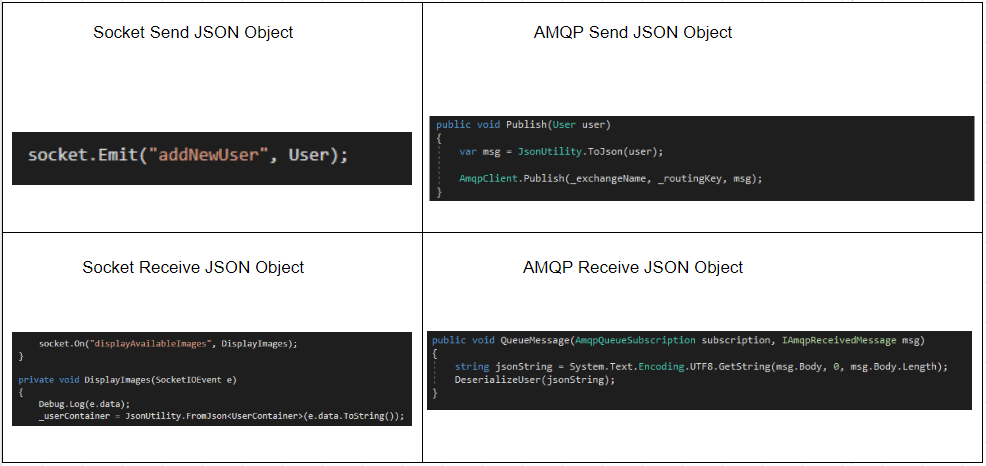 Socket Send JSON Object
socket.Emit("addNewUser", User);
AMQP Send JSON Object
public void Publish(User user)
{
var msg = JsonUtility.ToJson(user);
AmqpClient.Publish(_exchangeName, _routingKey, msg);
}
Socket Receive JSON Object
socket.On("displayAvailableImages", DisplayImages);
}
private void DisplayImages(SocketIOEvent e)
{
Debug.Log(e.data);
_userContainer = JsonUtility.FromJson<UserContainer>(e.data.ToString());
AMQP Receive JSON Object
public void QueueMessage(AmqpQueueSubscription subscription, IAmqpReceivedMessage msg)
{
string jsonString = System.Text.Encoding.UTF8.GetString(msg.Body, 0, msg.Body.Length);
DeserializeUser(jsonString);
}